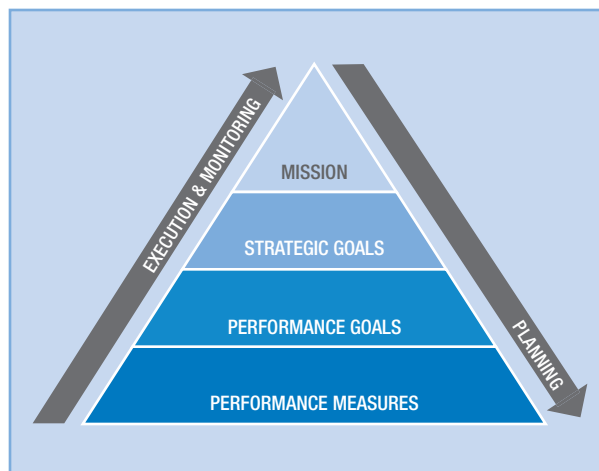 EXECUTION & MONITORING
MISSION
STRATEGIC GOALS
PERFORMANCE GOALS
PERFORMANCE MEASURES
PLANNING